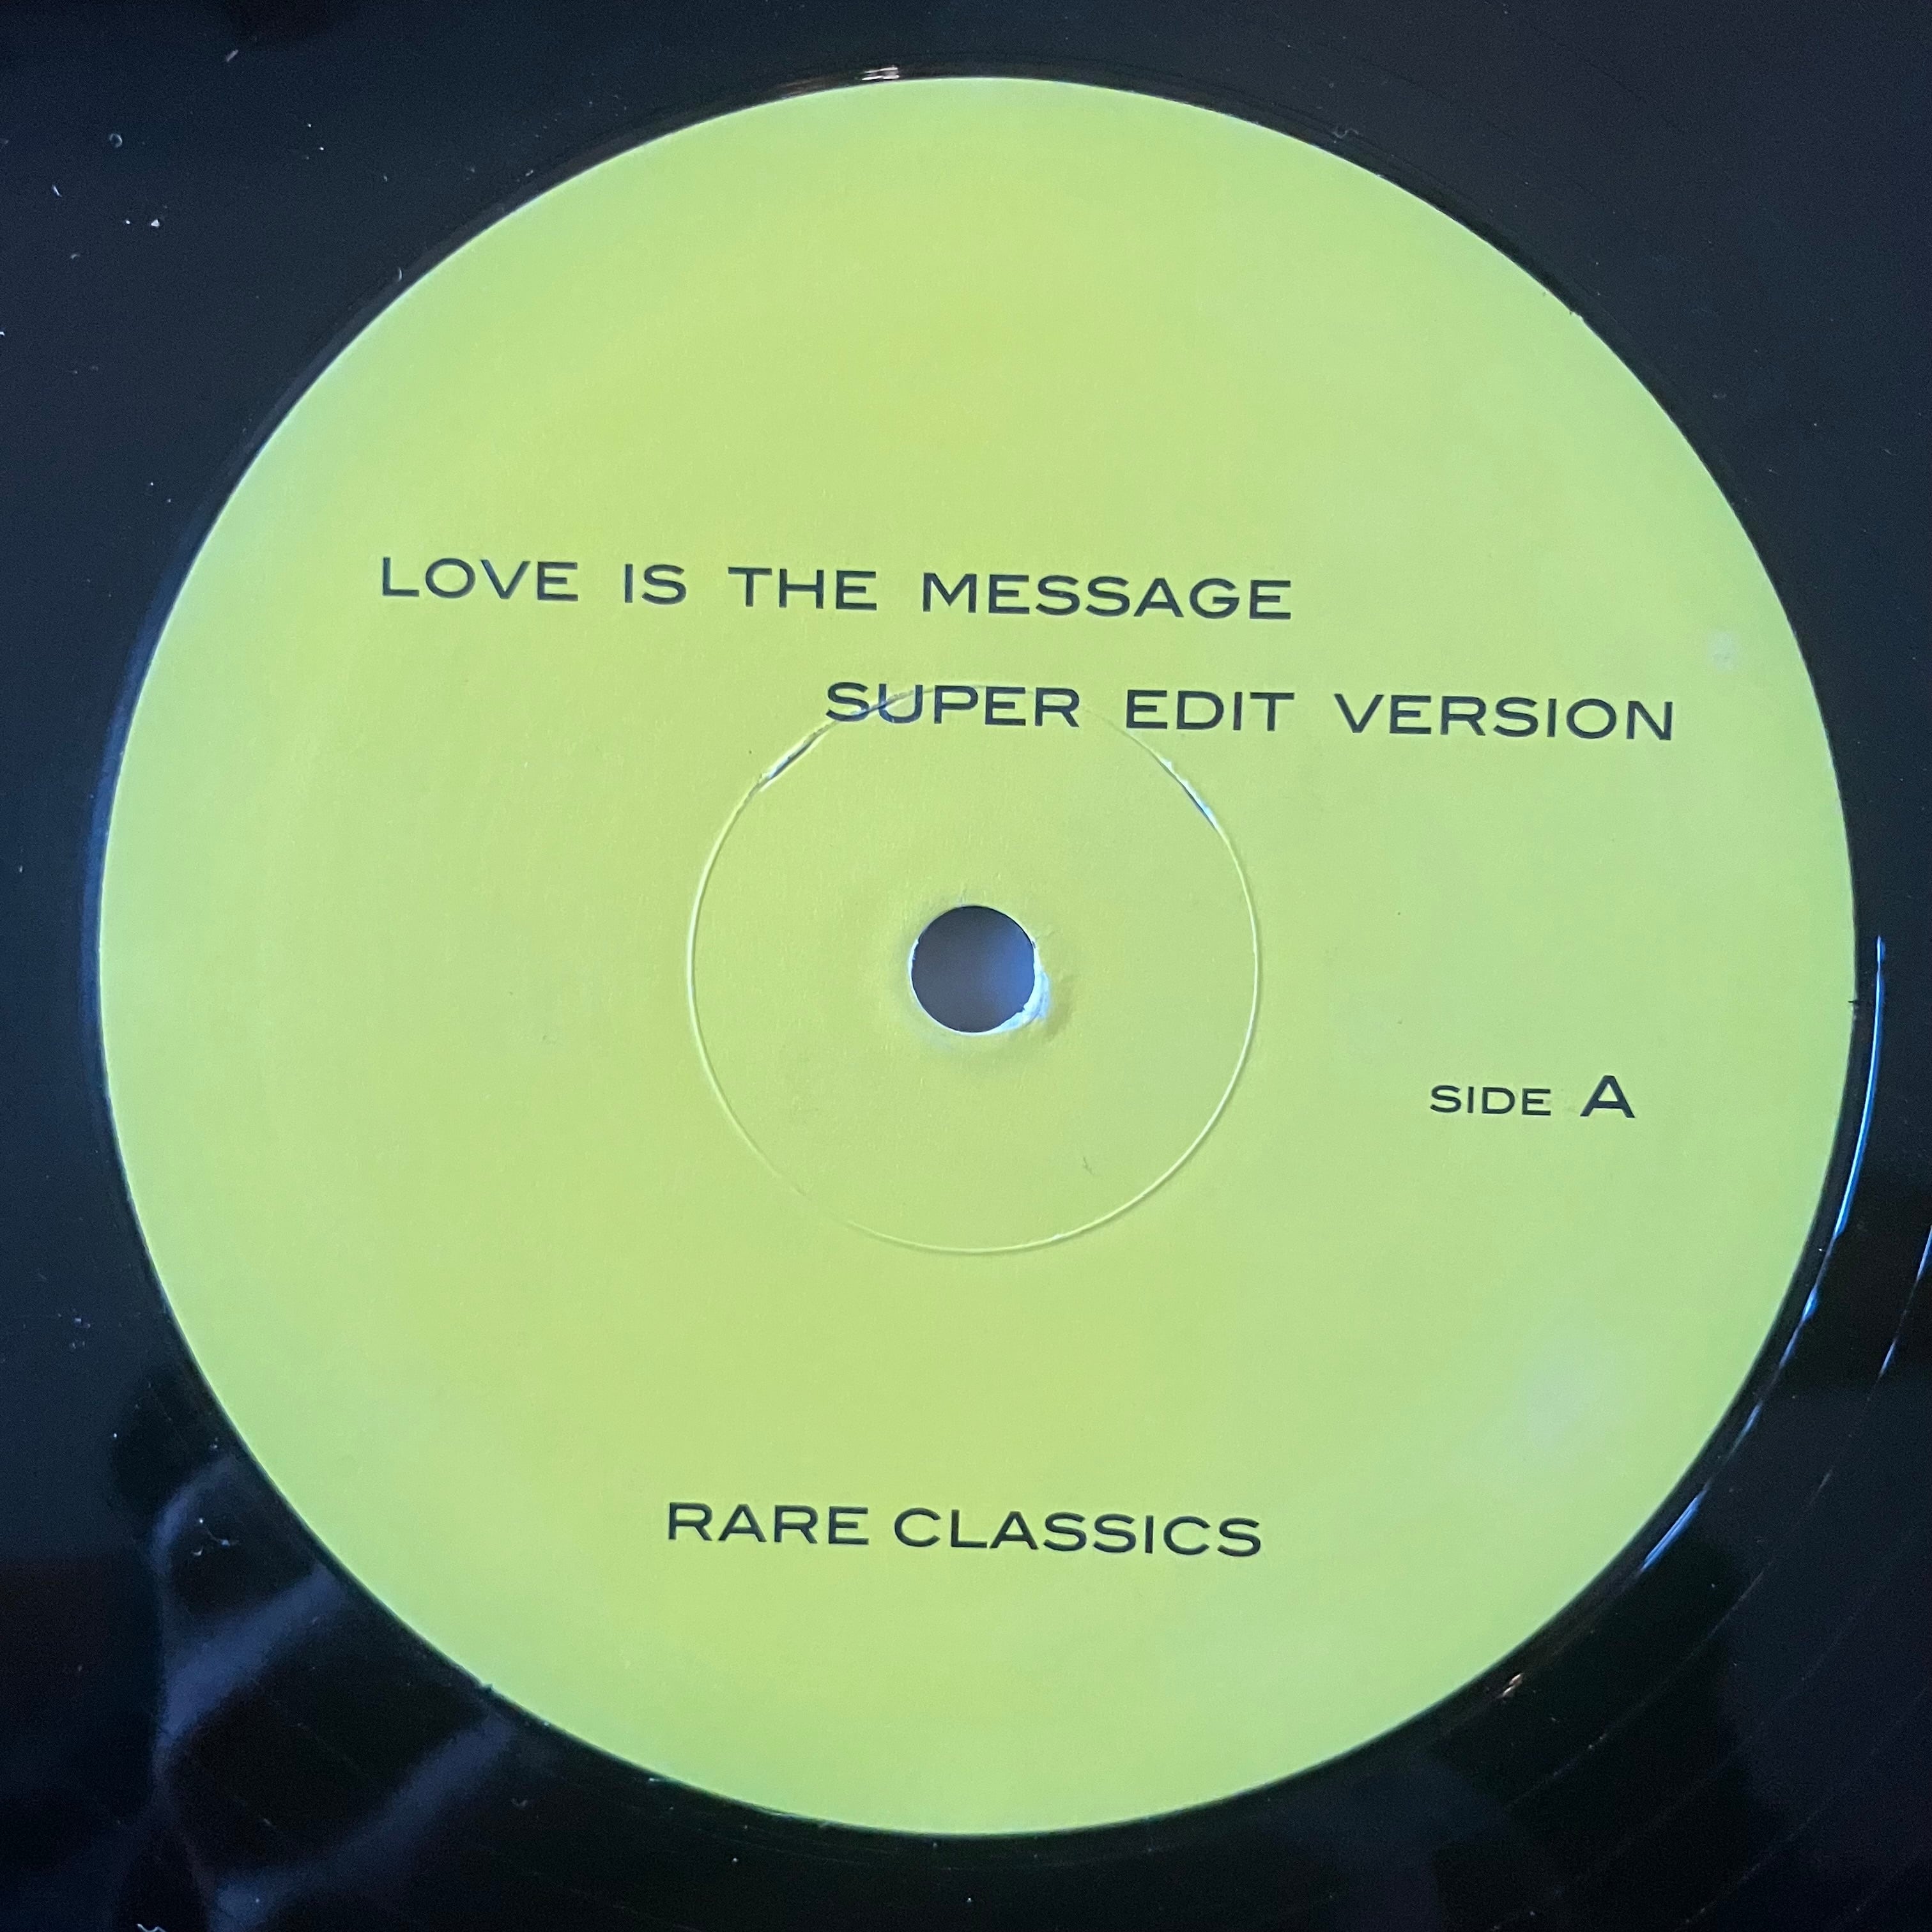 LOVE IS THE MESSAGE
SUPER EDIT VERSION
SIDE A
RARE CLASSICS